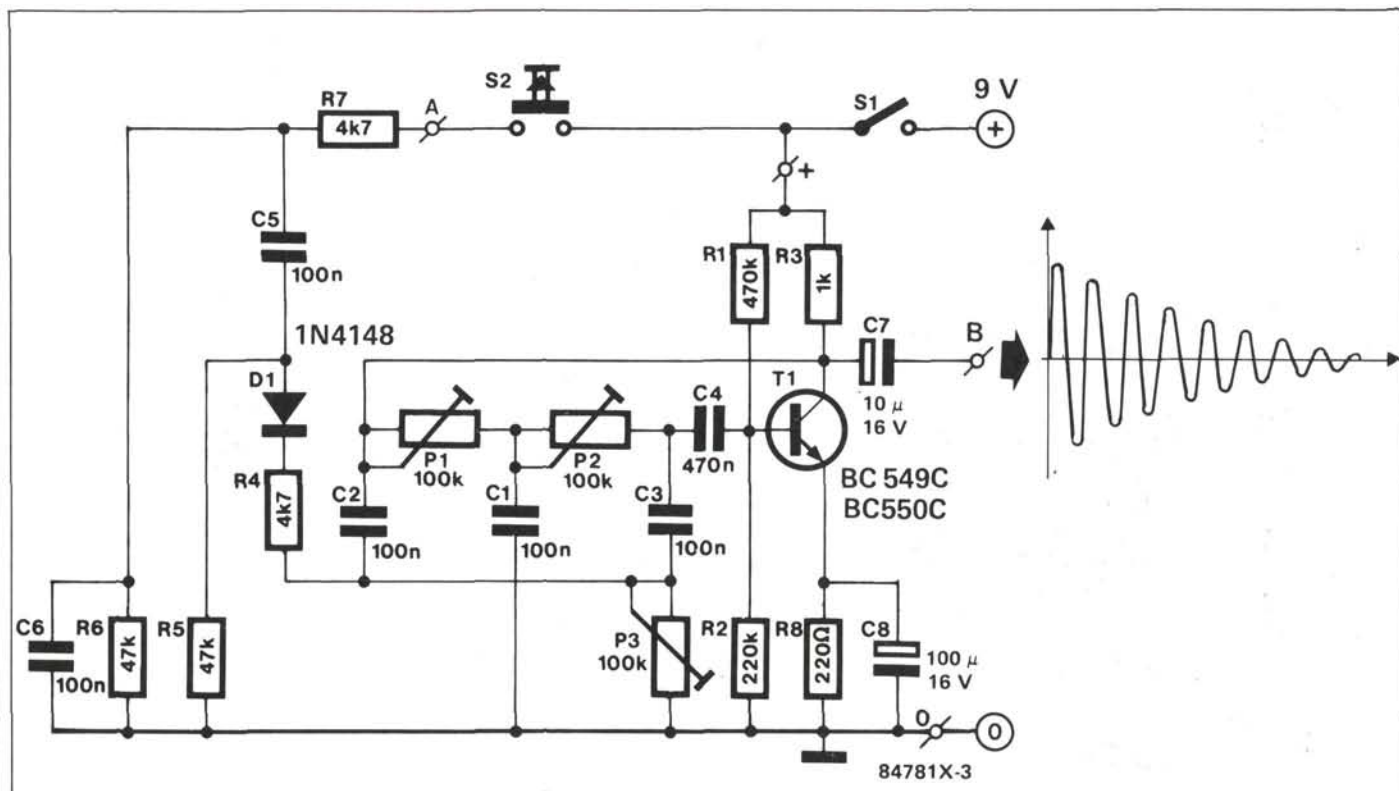 S2
S1
9 V
+
R7
4k7
A
+
C5
100n
R1
470k
R3
1k
C7
10 µ
16 V
B
1N4148
D1
T1
P1
100k
P2
100k
C4
470n
BC 549C
BC550C
R4
4k7
C2
100n
C1
100n
C3
100n
C6
100n
R6
47k
R5
47k
P3
100k
R2
220k
R8
220Ω
C8
100 µ
16 V
0
0
84781X-3